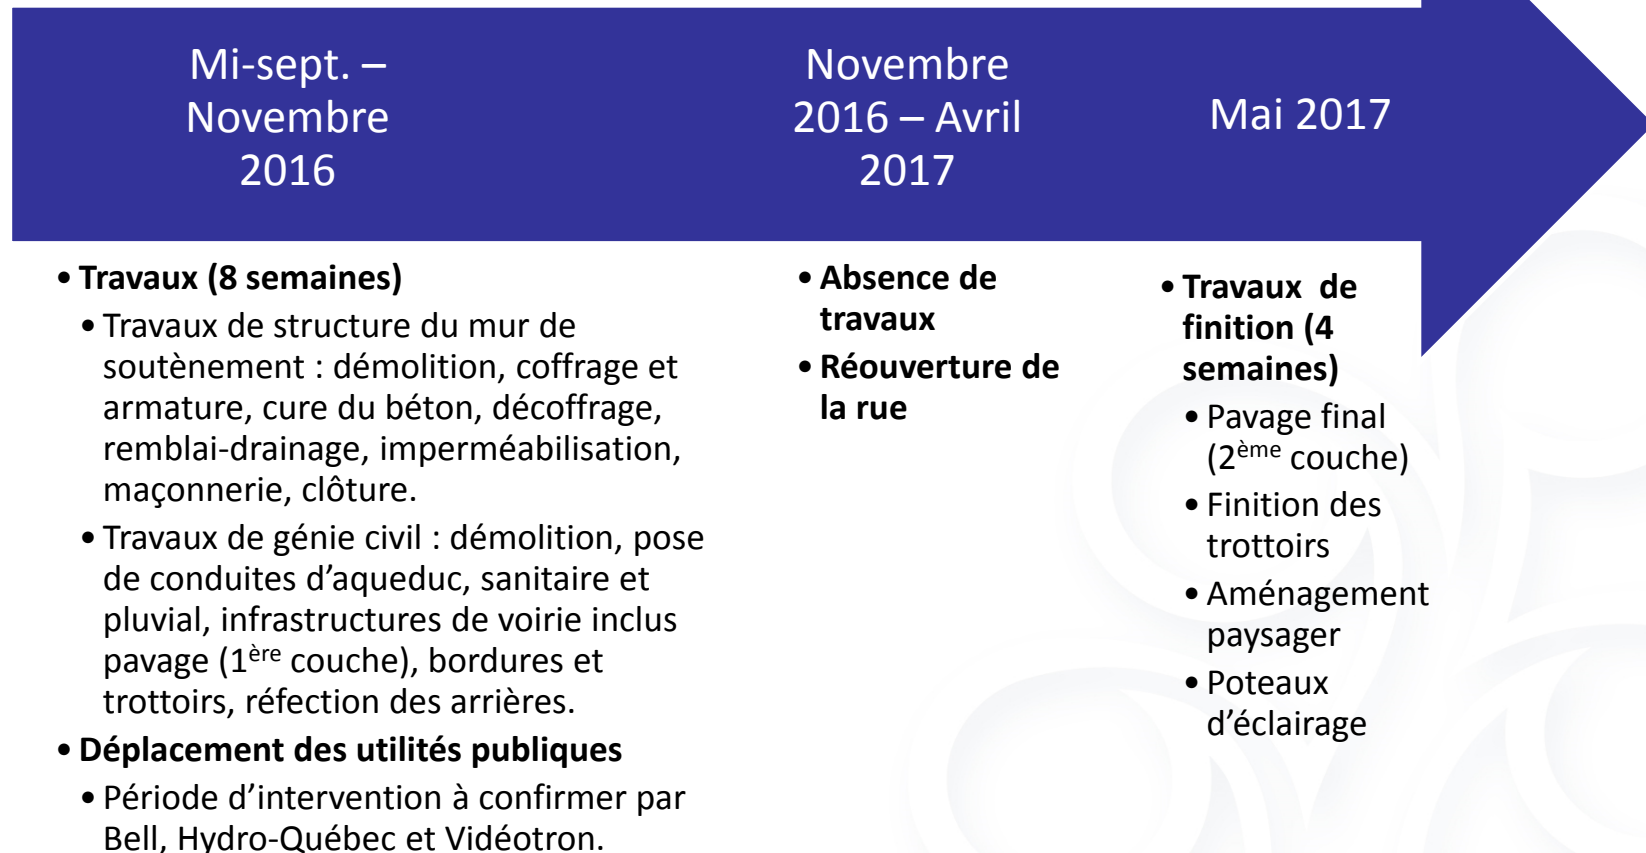 Mi-sept. –
Novembre
2016
Novembre
2016 – Avril
2017
Mai 2017
• Travaux (8 semaines)
• Travaux de structure du mur de
soutènement : démolition, coffrage et
armature, cure du béton, décoffrage,
remblai-drainage, imperméabilisation,
maçonnerie, clôture.
• Travaux de génie civil : démolition, pose
de conduites d’aqueduc, sanitaire et
pluvial, infrastructures de voirie inclus
pavage (1ère couche), bordures et
trottoirs, réfection des arrières.
• Déplacement des utilités publiques
• Période d’intervention à confirmer par
Bell, Hydro-Québec et Vidéotron.
• Absence de
travaux
• Réouverture de
la rue
• Travaux de
finition (4
semaines)
• Pavage final
(2ème couche)
• Finition des
trottoirs
• Aménagement
paysager
• Poteaux
d’éclairage